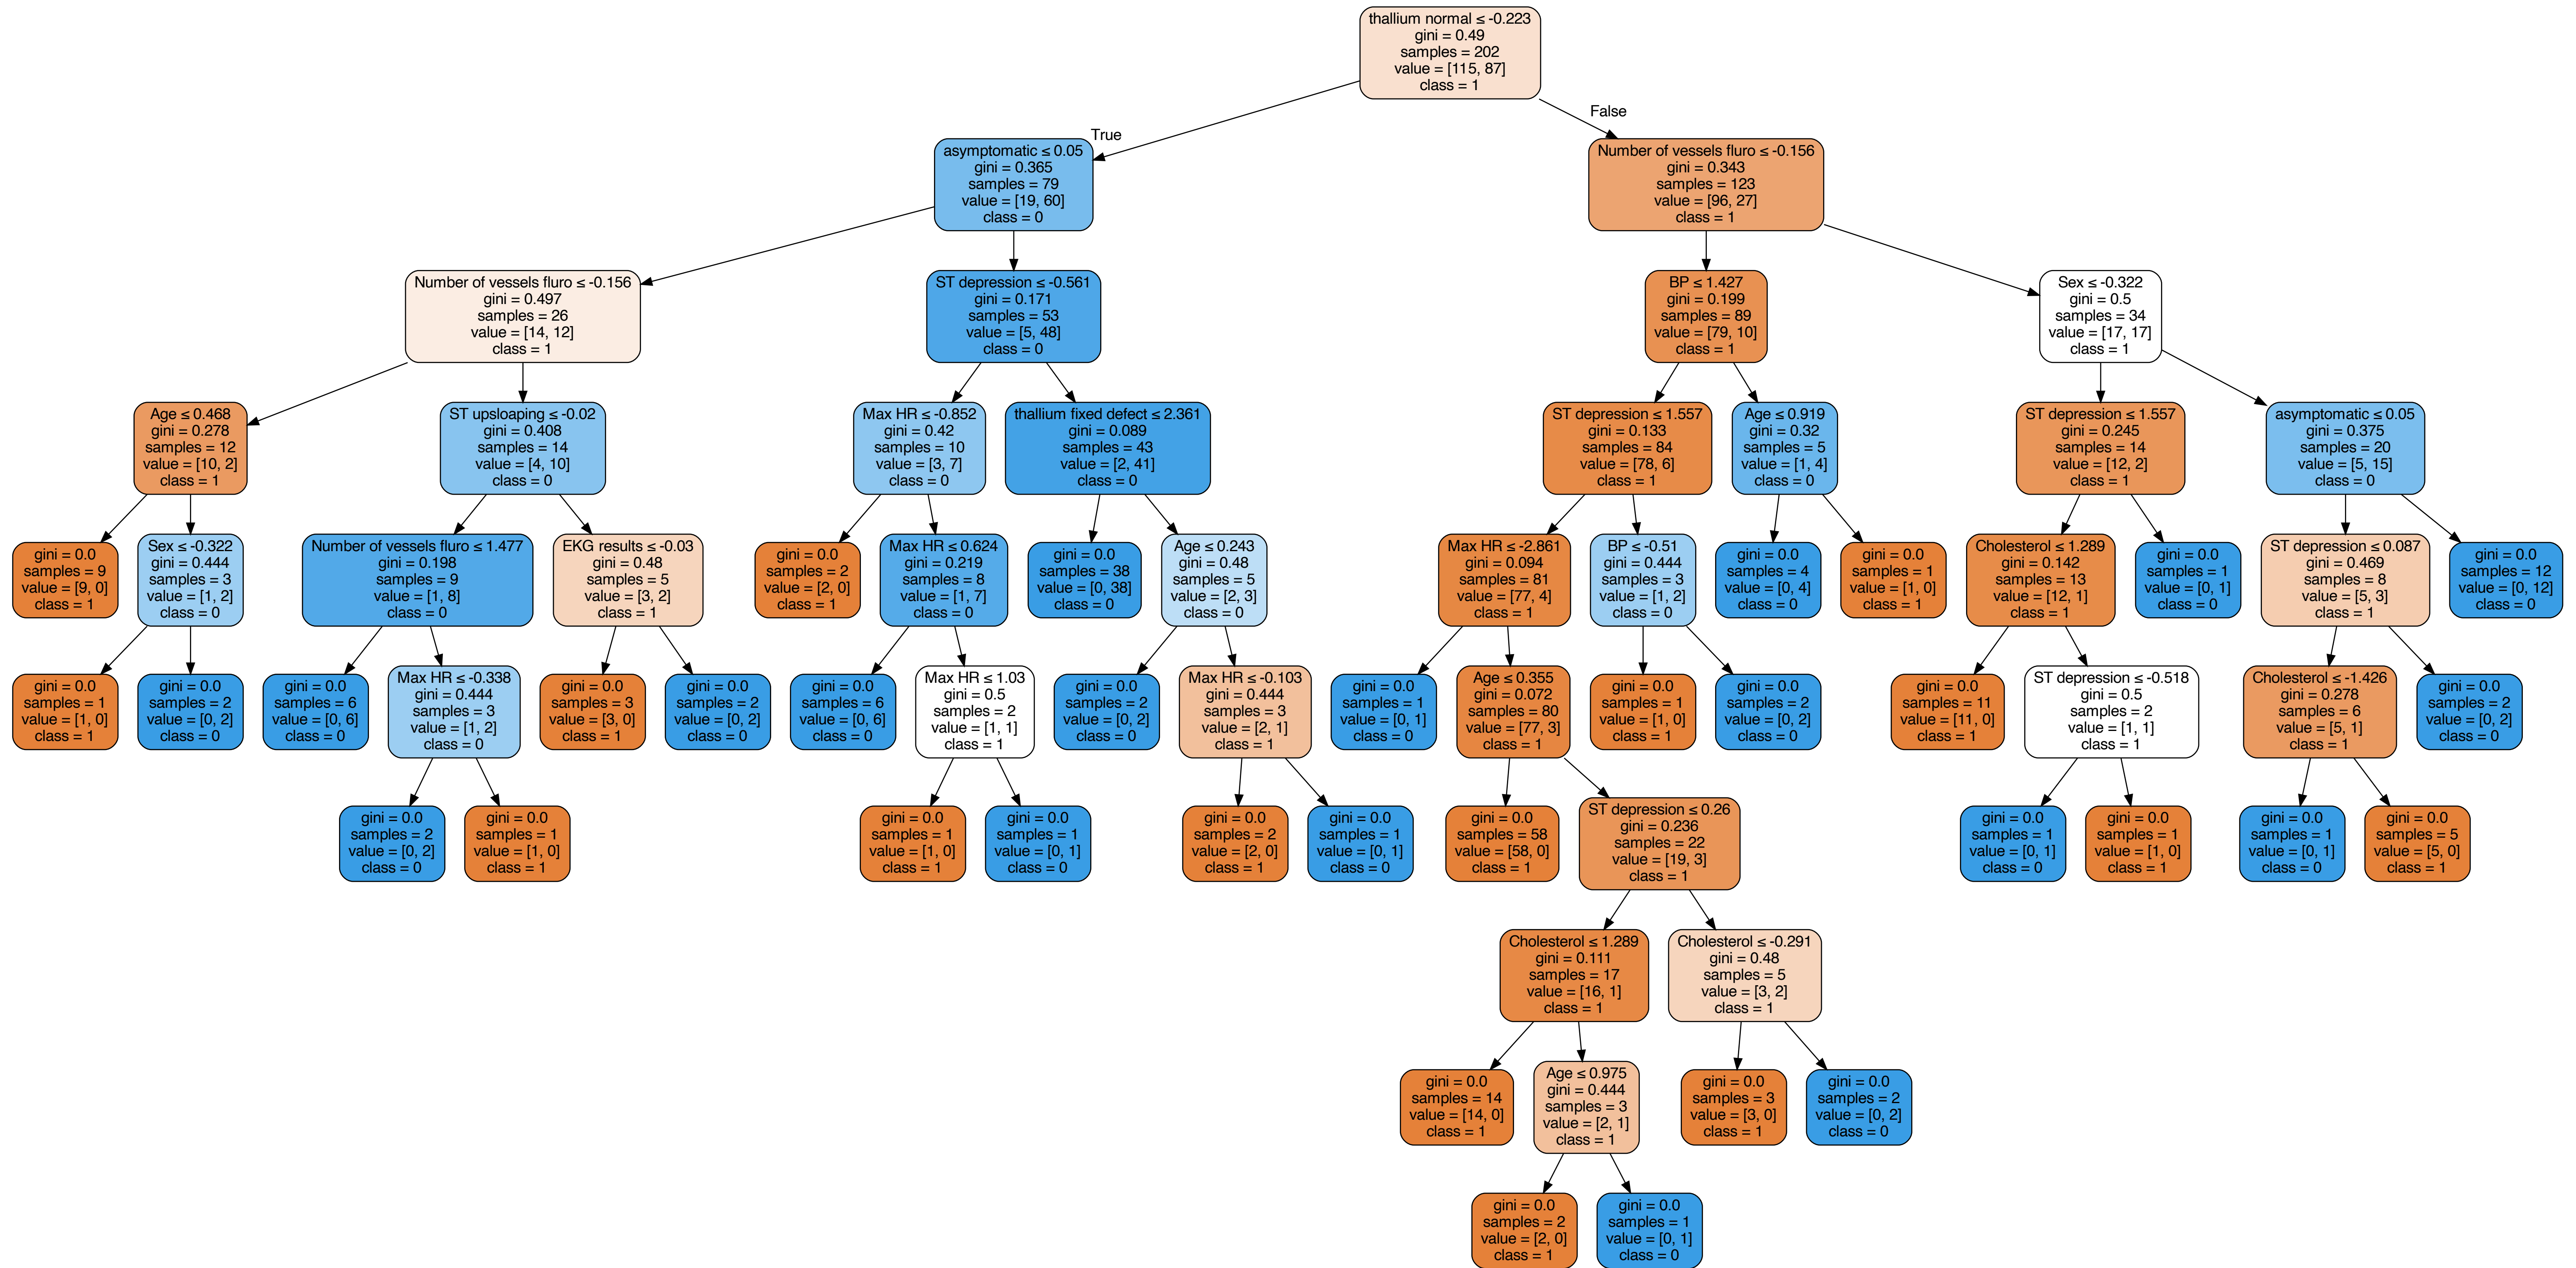 thallium normal ≤ -0.223
gini = 0.49
samples = 202
value = [115, 87]
class = 1
True
False
asymptomatic ≤ 0.05
gini = 0.365
samples = 79
value = [19, 60]
class = 0
Number of vessels fluro ≤ -0.156
gini = 0.343
samples = 123
value = [96, 27]
class = 1
Number of vessels fluro ≤ -0.156
gini = 0.497
samples = 26
value = [14, 12]
class = 1
ST depression ≤ -0.561
gini = 0.171
samples = 53
value = [5, 48]
class = 0
BP ≤ 1.427
gini = 0.199
samples = 89
value = [79, 10]
class = 1
Sex ≤ -0.322
gini = 0.5
samples = 34
value = [17, 17]
class = 1
Age ≤ 0.468
gini = 0.278
samples = 12
value = [10, 2]
class = 1
ST upsloaping ≤ -0.02
gini = 0.408
samples = 14
value = [4, 10]
class = 0
Max HR ≤ -0.852
gini = 0.42
samples = 10
value = [3, 7]
class = 0
thallium fixed defect ≤ 2.361
gini = 0.089
samples = 43
value = [2, 41]
class = 0
ST depression ≤ 1.557
gini = 0.133
samples = 84
value = [78, 6]
class = 1
Age ≤ 0.919
gini = 0.32
samples = 5
value = [1, 4]
class = 0
ST depression ≤ 1.557
gini = 0.245
samples = 14
value = [12, 2]
class = 1
asymptomatic ≤ 0.05
gini = 0.375
samples = 20
value = [5, 15]
class = 0
gini = 0.0
samples = 9
value = [9, 0]
class = 1
Sex ≤ -0.322
gini = 0.444
samples = 3
value = [1, 2]
class = 0
Number of vessels fluro ≤ 1.477
gini = 0.198
samples = 9
value = [1, 8]
class = 0
EKG results ≤ -0.03
gini = 0.48
samples = 5
value = [3, 2]
class = 1
gini = 0.0
samples = 2
value = [2, 0]
class = 1
Max HR ≤ 0.624
gini = 0.219
samples = 8
value = [1, 7]
class = 0
gini = 0.0
samples = 38
value = [0, 38]
class = 0
Age ≤ 0.243
gini = 0.48
samples = 5
value = [2, 3]
class = 0
Max HR ≤ -2.861
gini = 0.094
samples = 81
value = [77, 4]
class = 1
BP ≤ -0.51
gini = 0.444
samples = 3
value = [1, 2]
class = 0
gini = 0.0
samples = 4
value = [0, 4]
class = 0
gini = 0.0
samples = 1
value = [1, 0]
class = 1
Cholesterol ≤ 1.289
gini = 0.142
samples = 13
value = [12, 1]
class = 1
gini = 0.0
samples = 1
value = [0, 1]
class = 0
ST depression ≤ 0.087
gini = 0.469
samples = 8
value = [5, 3]
class = 1
gini = 0.0
samples = 12
value = [0, 12]
class = 0
gini = 0.0
samples = 1
value = [1, 0]
class = 1
gini = 0.0
samples = 2
value = [0, 2]
class = 0
gini = 0.0
samples = 6
value = [0, 6]
class = 0
Max HR ≤ -0.338
gini = 0.444
samples = 3
value = [1, 2]
class = 0
gini = 0.0
samples = 3
value = [3, 0]
class = 1
gini = 0.0
samples = 2
value = [0, 2]
class = 0
gini = 0.0
samples = 6
value = [0, 6]
class = 0
Max HR ≤ 1.03
gini = 0.5
samples = 2
value = [1, 1]
class = 1
gini = 0.0
samples = 2
value = [0, 2]
class = 0
Max HR ≤ -0.103
gini = 0.444
samples = 3
value = [2, 1]
class = 1
gini = 0.0
samples = 1
value = [0, 1]
class = 0
Age ≤ 0.355
gini = 0.072
samples = 80
value = [77, 3]
class = 1
gini = 0.0
samples = 1
value = [1, 0]
class = 1
gini = 0.0
samples = 2
value = [0, 2]
class = 0
gini = 0.0
samples = 11
value = [11, 0]
class = 1
ST depression ≤ -0.518
gini = 0.5
samples = 2
value = [1, 1]
class = 1
Cholesterol ≤ -1.426
gini = 0.278
samples = 6
value = [5, 1]
class = 1
gini = 0.0
samples = 2
value = [0, 2]
class = 0
gini = 0.0
samples = 2
value = [0, 2]
class = 0
gini = 0.0
samples = 1
value = [1, 0]
class = 1
gini = 0.0
samples = 1
value = [1, 0]
class = 1
gini = 0.0
samples = 1
value = [0, 1]
class = 0
gini = 0.0
samples = 2
value = [2, 0]
class = 1
gini = 0.0
samples = 1
value = [0, 1]
class = 0
gini = 0.0
samples = 58
value = [58, 0]
class = 1
ST depression ≤ 0.26
gini = 0.236
samples = 22
value = [19, 3]
class = 1
gini = 0.0
samples = 1
value = [0, 1]
class = 0
gini = 0.0
samples = 1
value = [1, 0]
class = 1
gini = 0.0
samples = 1
value = [0, 1]
class = 0
gini = 0.0
samples = 5
value = [5, 0]
class = 1
Cholesterol ≤ 1.289
gini = 0.111
samples = 17
value = [16, 1]
class = 1
Cholesterol ≤ -0.291
gini = 0.48
samples = 5
value = [3, 2]
class = 1
gini = 0.0
samples = 14
value = [14, 0]
class = 1
Age ≤ 0.975
gini = 0.444
samples = 3
value = [2, 1]
class = 1
gini = 0.0
samples = 3
value = [3, 0]
class = 1
gini = 0.0
samples = 2
value = [0, 2]
class = 0
gini = 0.0
samples = 2
value = [2, 0]
class = 1
gini = 0.0
samples = 1
value = [0, 1]
class = 0